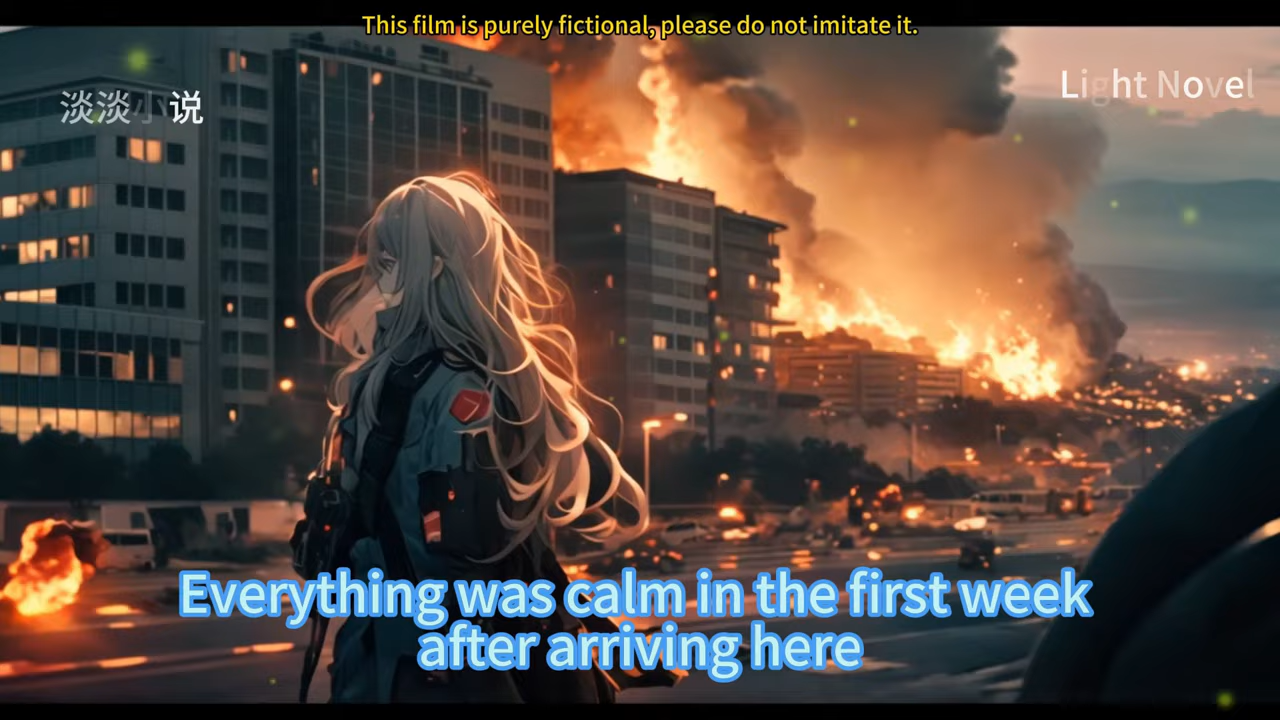 This film is purely fictional, please do not imitate it.
淡淡小说
Light Novel
Everything was calm in the first week
after arriving here